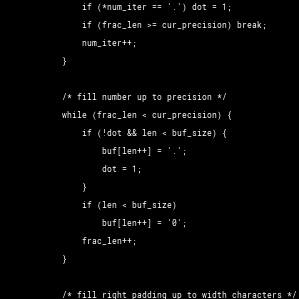 if (*num_iter == '.') dot = 1;
if (frac_len >= cur_precision) break;
num_iter++;
}
/* fill number up to precision */
while (frac_len < cur_precision) {
if (!dot && len < buf_size) {
buf[len++] = '.';
dot = 1;
}
if (len < buf_size)
buf[len++] = '0';
frac_len++;
}
/* fill right padding up to width characters */